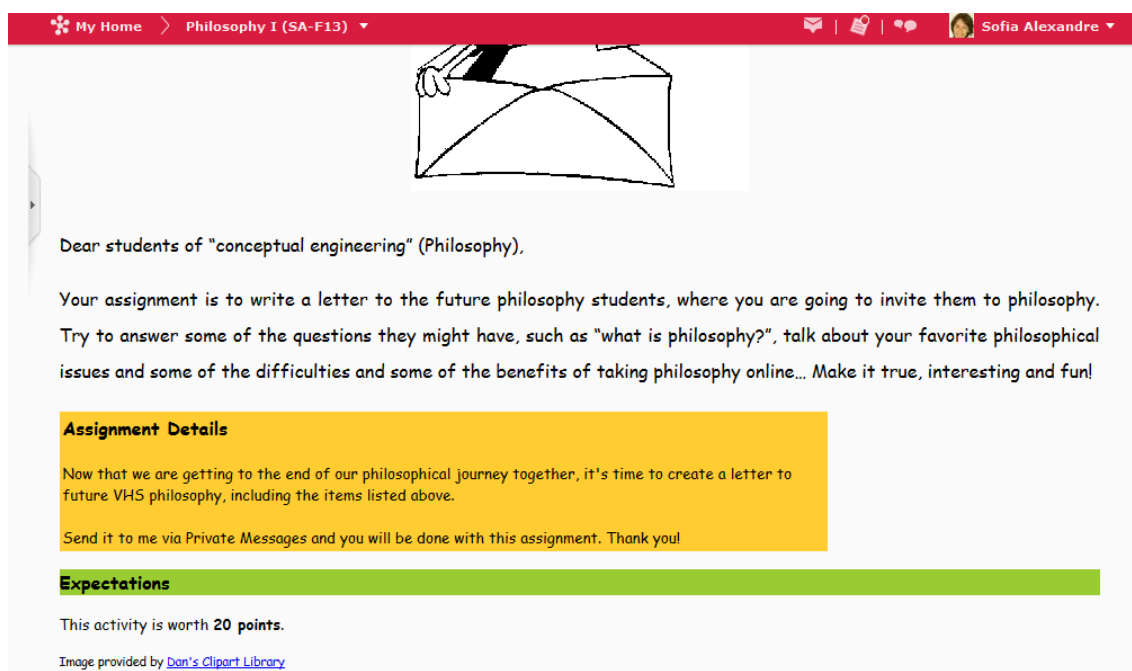 My Home Philosophy I (SA-F13) Sofia Alexandre
Dear students of “conceptual engineering” (Philosophy),
Your assignment is to write a letter to the future philosophy students, where you are going to invite them to philosophy.
Try to answer some of the questions they might have, such as “what is philosophy?”, talk about your favorite philosophical
issues and some of the difficulties and some of the benefits of taking philosophy online… Make it true, interesting and fun!
Assignment Details
Now that we are getting to the end of our philosophical journey together, it's time to create a letter to
future VHS philosophy, including the items listed above.
Send it to me via Private Messages and you will be done with this assignment. Thank you!
Expectations
This activity is worth 20 points.
Image provided by Dan's Clipart Library